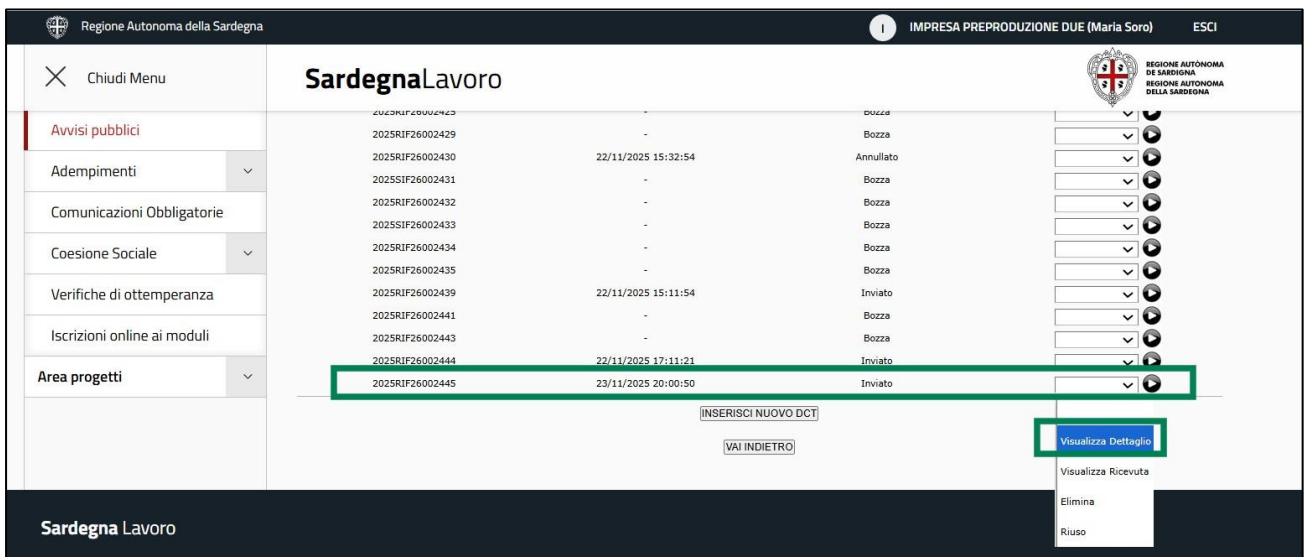 Regione Autonoma della Sardegna
I IMPRESA PREPRODUZIONE DUE (Maria Soro) ESCI
Chiudi Menu
SardegnaLavoro
REGIONE AUTÒNOMA
DE SARDIGNA
REGIONE AUTONOMA
DELLA SARDEGNA
Avvisi pubblici
Adempimenti
Comunicazioni Obbligatorie
Coesione Sociale
Verifiche di ottemperanza
Iscrizioni online ai moduli
Area progetti
2025RIF26002425 - Bozza
2025RIF26002429 - Bozza
2025RIF26002430 22/11/2025 15:32:54 Annullato
2025SIF26002431 - Bozza
2025RIF26002432 - Bozza
2025SIF26002433 - Bozza
2025RIF26002434 - Bozza
2025RIF26002435 - Bozza
2025RIF26002439 22/11/2025 15:11:54 Inviato
2025RIF26002441 - Bozza
2025RIF26002443 - Bozza
2025RIF26002444 22/11/2025 17:11:21 Inviato
2025RIF26002445 23/11/2025 20:00:50 Inviato
INSERISCI NUOVO DCT
VAI INDIETRO
Visualizza Dettaglio
Visualizza Ricevuta
Elimina
Riuso
Sardegna Lavoro